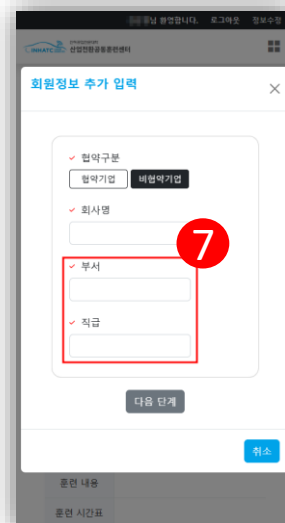 님 환영합니다. 로그아웃 정보수정
INHATC
산업전환공동훈련센터
회원정보 추가 입력
협약구분
협약기업 비협약기업
회사명
7
부서
직급
다음 단계
취소
훈련 내용
훈련 시간표